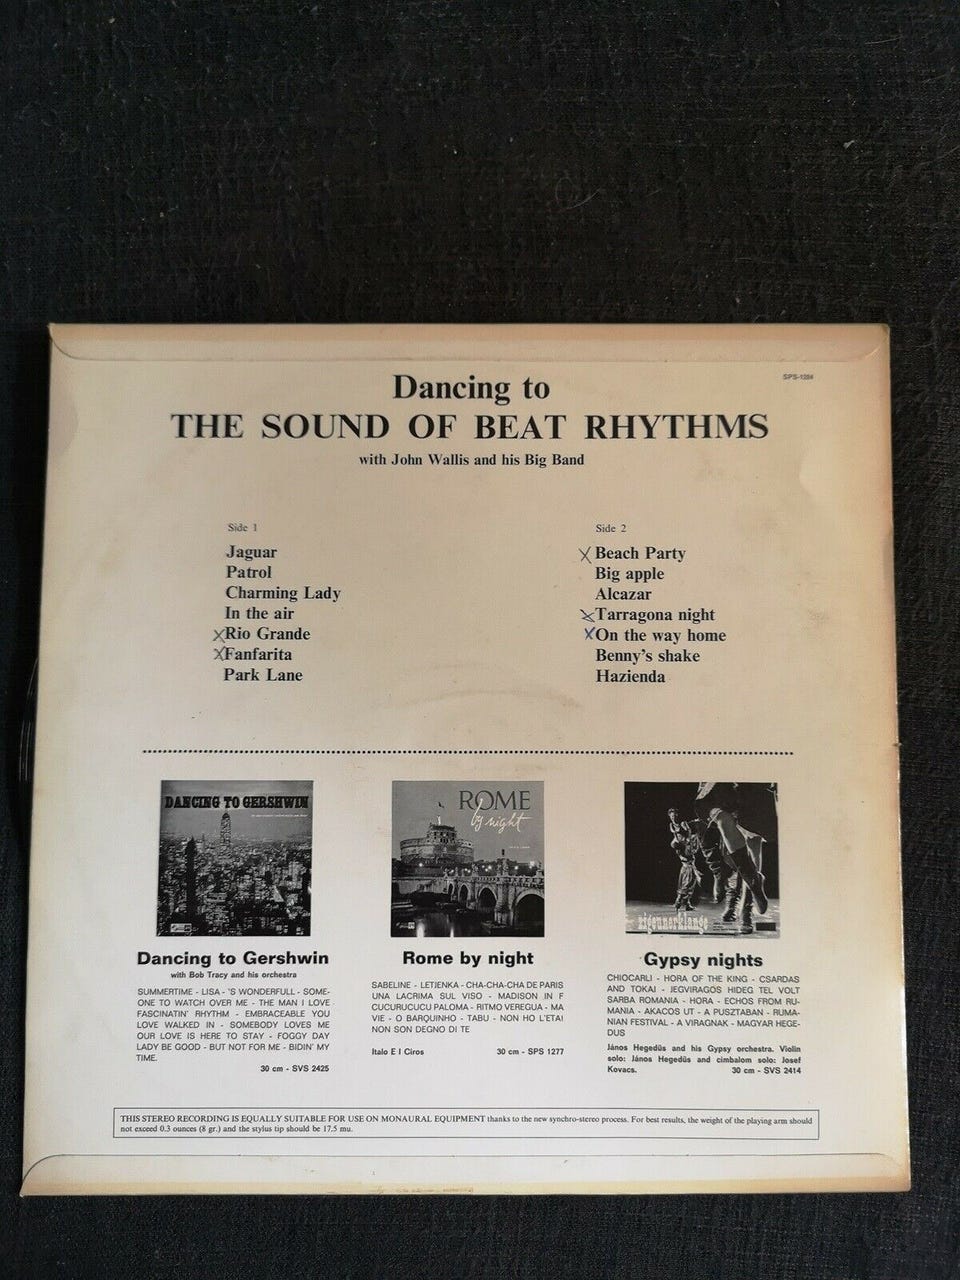 SPS-1284
Dancing to
THE SOUND OF BEAT RHYTHMS
with John Wallis and his Big Band
Side 1
Jaguar
Patrol
Charming Lady
In the air
X Rio Grande
X Fanfarita
Park Lane
Side 2
X Beach Party
Big apple
Alcazar
X Tarragona night
X On the way home
Benny's shake
Hazienda
DANCING TO GERSHWIN
ROME
by night
zigeunerklänge
Dancing to Gershwin
with Bob Tracy and his orchestra
SUMMERTIME - LISA - 'S WONDERFULL - SOME-
ONE TO WATCH OVER ME - THE MAN I LOVE
FASCINATIN' RHYTHM - EMBRACEABLE YOU
LOVE WALKED IN - SOMEBODY LOVES ME
OUR LOVE IS HERE TO STAY - FOGGY DAY
LADY BE GOOD - BUT NOT FOR ME - BIDIN' MY
TIME.
30 cm - SVS 2425
Rome by night
SABELINE - LETJENKA - CHA-CHA-CHA DE PARIS
UNA LACRIMA SUL VISO - MADISON IN F
CUCURUCUCU PALOMA - RITMO VEREGUA - MA
VIE - O BARQUINHO - TABU - NON HO L'ETA!
NON SON DEGNO DI TE
Italo E I Ciros 30 cm - SPS 1277
Gypsy nights
CHIOCARLI - HORA OF THE KING - CSARDAS
AND TOKAI - JEGVIRAGOS HIDEG TEL VOLT
SARBA ROMANIA - HORA - ECHOS FROM RU-
MANIA - AKACOS UT - A PUSZTABAN - RUMA-
NIAN FESTIVAL - A VIRAGNAK - MAGYAR HEGE-
DUS
János Hegedüs and his Gypsy orchestra. Violin
solo: János Hegedüs and cimbalom solo: Josef
Kovacs. 30 cm - SVS 2414
THIS STEREO RECORDING IS EQUALLY SUITABLE FOR USE ON MONAURAL EQUIPMENT thanks to the new synchro-stereo process. For best results, the weight of the playing arm should
not exceed 0.3 ounces (8 gr.) and the stylus tip should be 17.5 mu.